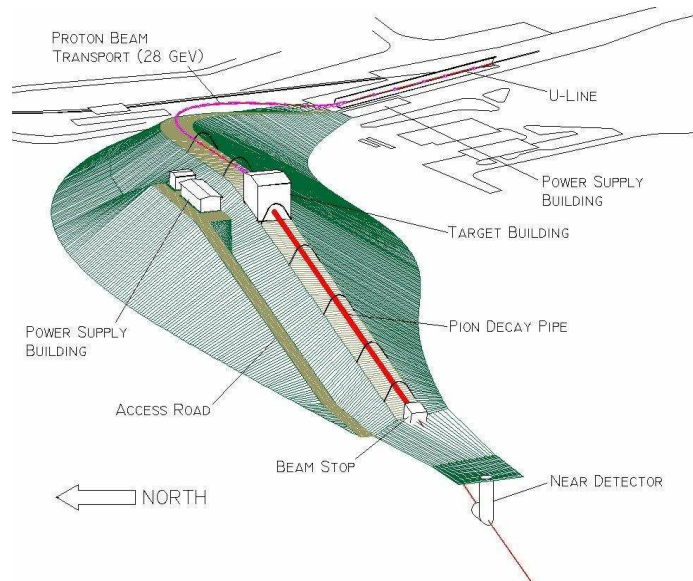 Proton Beam
Transport (28 GeV)
U-Line
Power Supply
Building
Target Building
Pion Decay Pipe
Power Supply
Building
Access Road
Beam Stop
Near Detector
NORTH